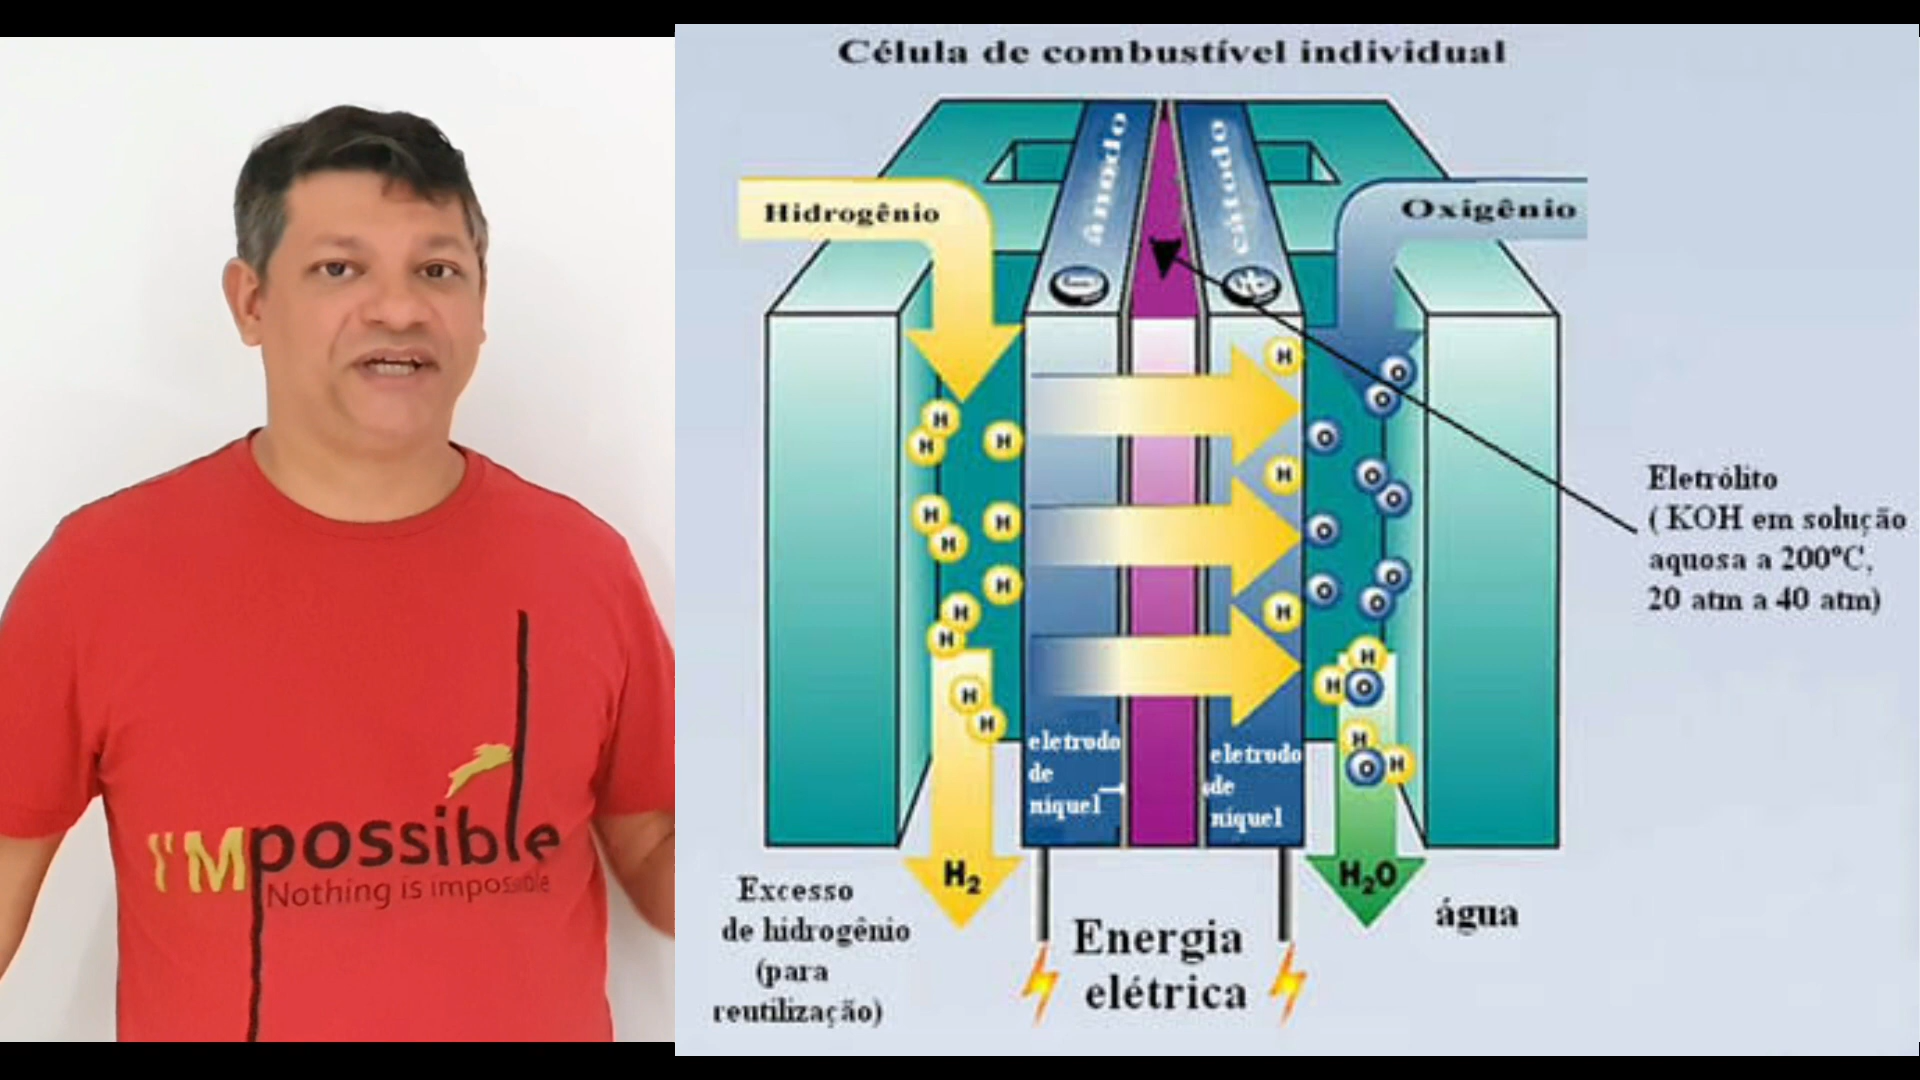 I'Mpossible
Nothing is impossible
Célula de combustível individual
ânodo
cátodo
Hidrogênio
Oxigênio
-
+
H
O
H
O
H
H
H
O
H
O
H
O
H
H
O
H
O
H
O
H
O
H
H
H
H
O
H
H
H
O
H
Eletrólito
( KOH em solução
aquosa a 200°C,
20 atm a 40 atm)
eletrodo
de
níquel
eletrodo
de
níquel
H₂
H₂O
água
Excesso
de hidrogênio
(para
reutilização)
Energia
elétrica